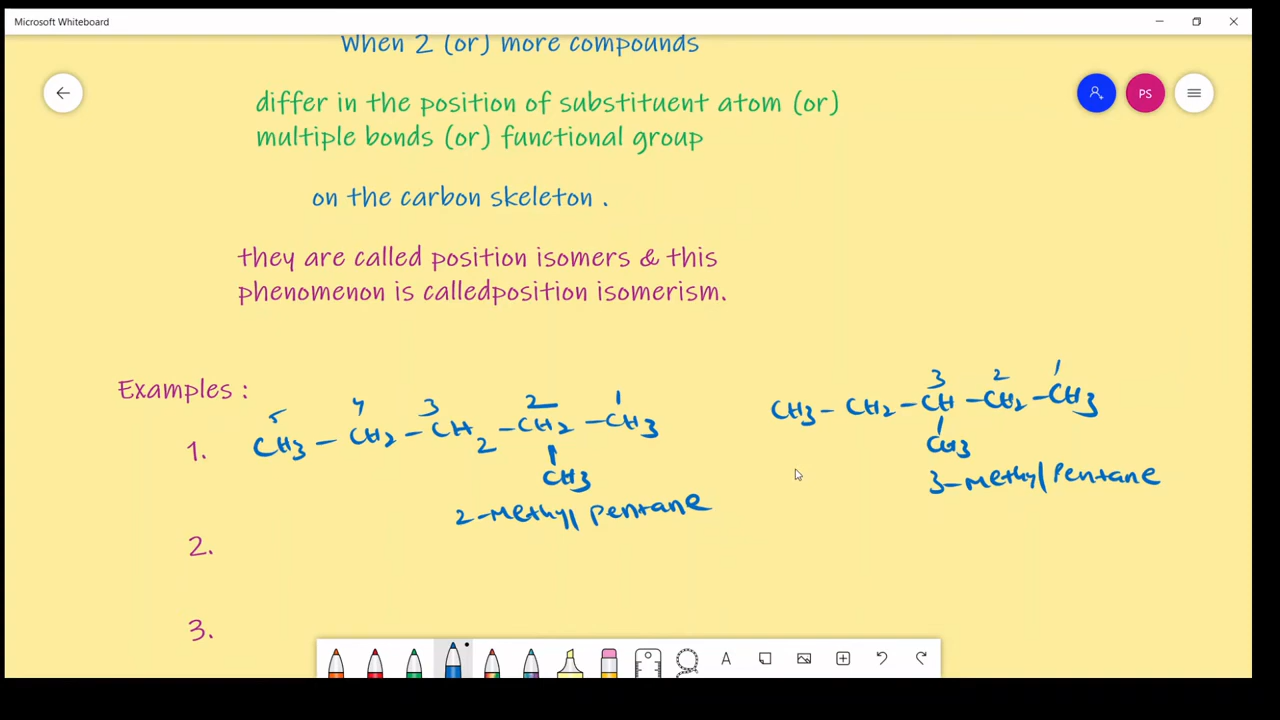 Microsoft Whiteboard
When 2 (or) more compounds
PS
differ in the position of substituent atom (or)
multiple bonds (or) functional group
on the carbon skeleton .
they are called position isomers & this
phenomenon is calledposition isomerism.
Examples :
5 4 3 2 1
1. CH3 - CH2 - CH2 - CH2 - CH3
CH3
2-Methyl Pentane
3 2 1
CH3 - CH2 - CH - CH2 - CH3
CH3
3-Methyl Pentane
2.
3.
A